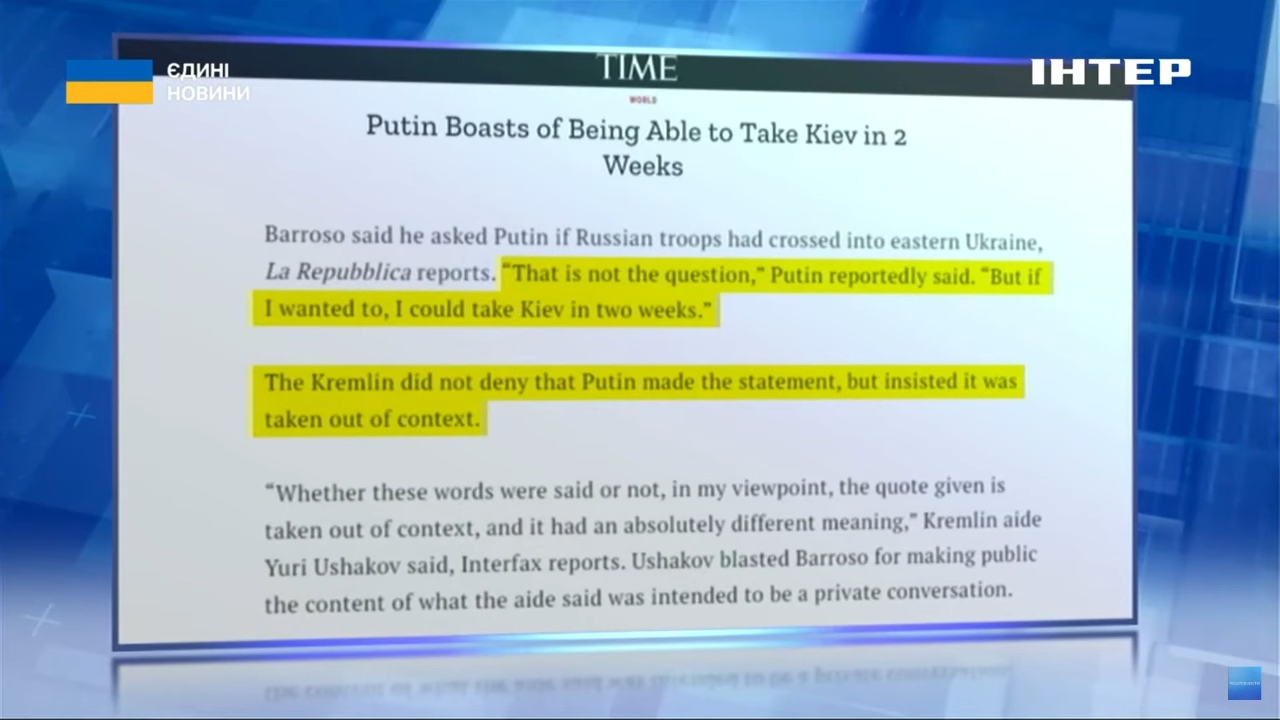 ЄДИНІ
НОВИНИ
ІНТЕР
TIME
WORLD
Putin Boasts of Being Able to Take Kiev in 2
Weeks
Barroso said he asked Putin if Russian troops had crossed into eastern Ukraine,
La Repubblica reports. “That is not the question,” Putin reportedly said. “But if
I wanted to, I could take Kiev in two weeks.”
The Kremlin did not deny that Putin made the statement, but insisted it was
taken out of context.
“Whether these words were said or not, in my viewpoint, the quote given is
taken out of context, and it had an absolutely different meaning,” Kremlin aide
Yuri Ushakov said, Interfax reports. Ushakov blasted Barroso for making public
the content of what the aide said was intended to be a private conversation.